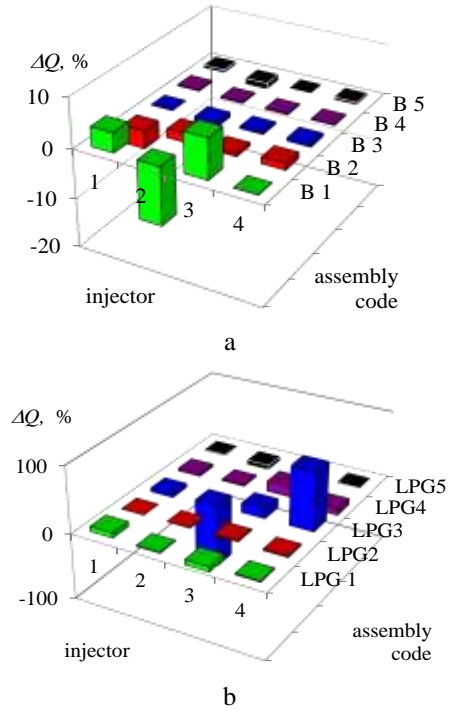 ΔQ, %
10
0
-10
-20
1
2
3
4
B 5
B 4
B 3
B 2
B 1
injector
assembly
code
a
ΔQ, %
100
0
-100
1
2
3
4
LPG5
LPG4
LPG3
LPG2
LPG-1
injector
assembly
code
b